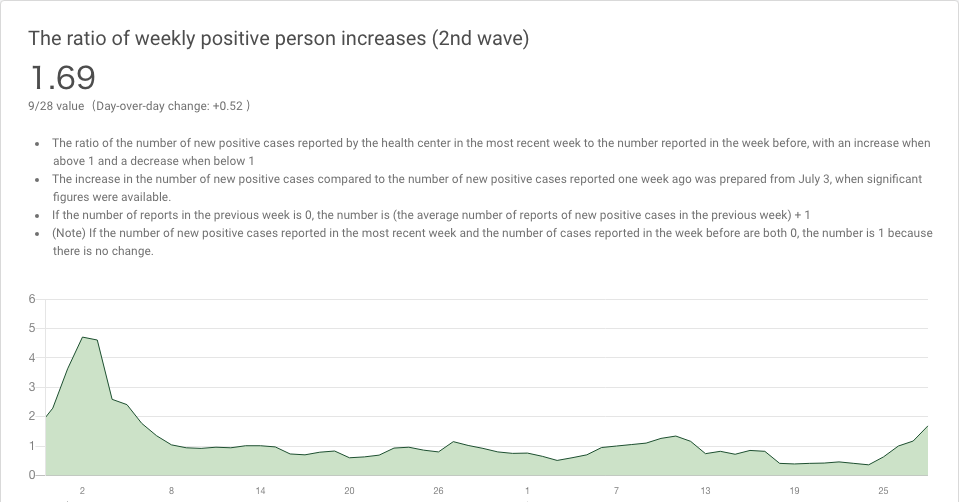 The ratio of weekly positive person increases (2nd wave)
1.69
9/28 value （Day-over-day change: +0.52 ）
• The ratio of the number of new positive cases reported by the health center in the most recent week to the number reported in the week before, with an increase when
above 1 and a decrease when below 1
• The increase in the number of new positive cases compared to the number of new positive cases reported one week ago was prepared from July 3, when significant
figures were available.
• If the number of reports in the previous week is 0, the number is (the average number of reports of new positive cases in the previous week) + 1
• (Note) If the number of new positive cases reported in the most recent week and the number of cases reported in the week before are both 0, the number is 1 because
there is no change.
6
5
4
3
2
1
0
2 8 14 20 26 1 7 13 19 25